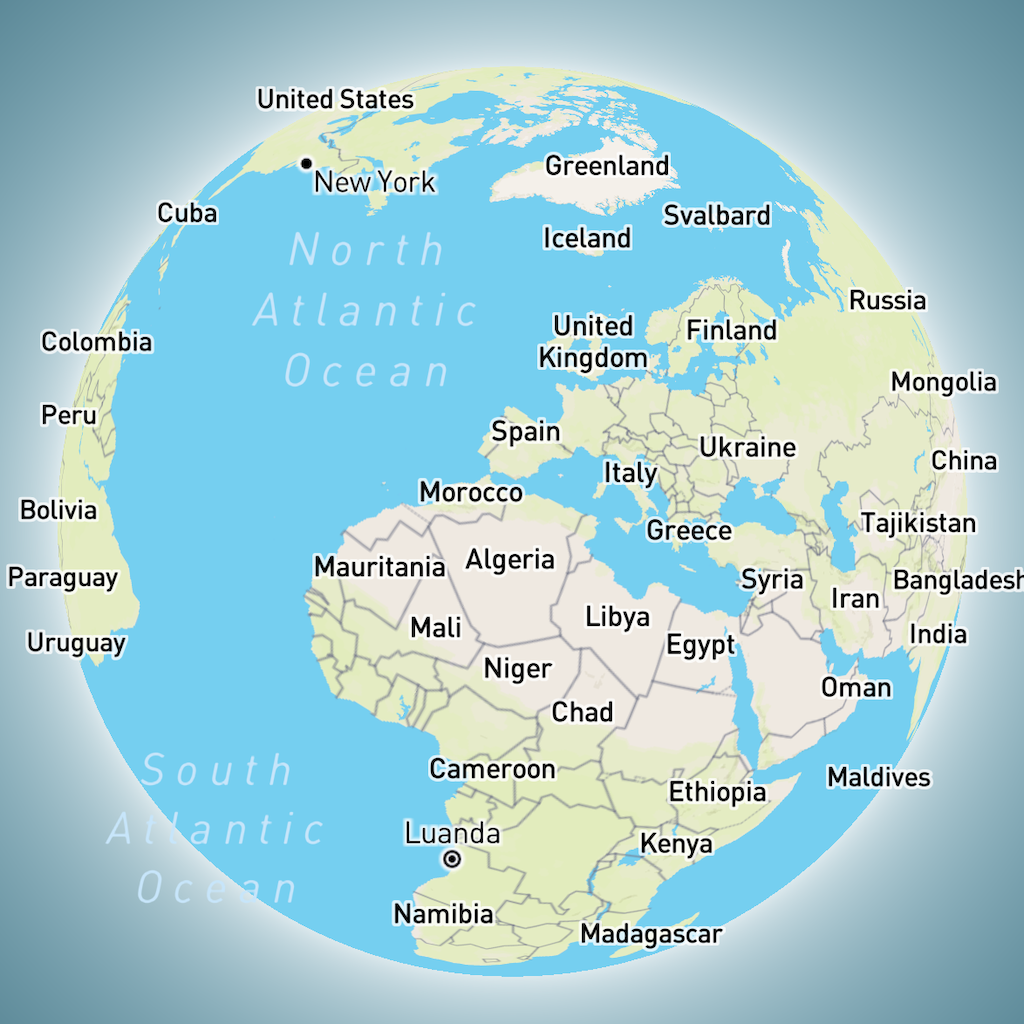 United States
Greenland
New York
Cuba
Svalbard
Iceland
North
Atlantic
Ocean
Russia
United
Kingdom
Finland
Colombia
Mongolia
Peru
Spain
Ukraine
China
Italy
Morocco
Bolivia
Tajikistan
Greece
Algeria
Mauritania
Paraguay
Syria
Bangladesh
Iran
Libya
Mali
India
Uruguay
Egypt
Niger
Oman
Chad
South
Atlantic
Ocean
Cameroon
Maldives
Ethiopia
Luanda
Kenya
Namibia
Madagascar